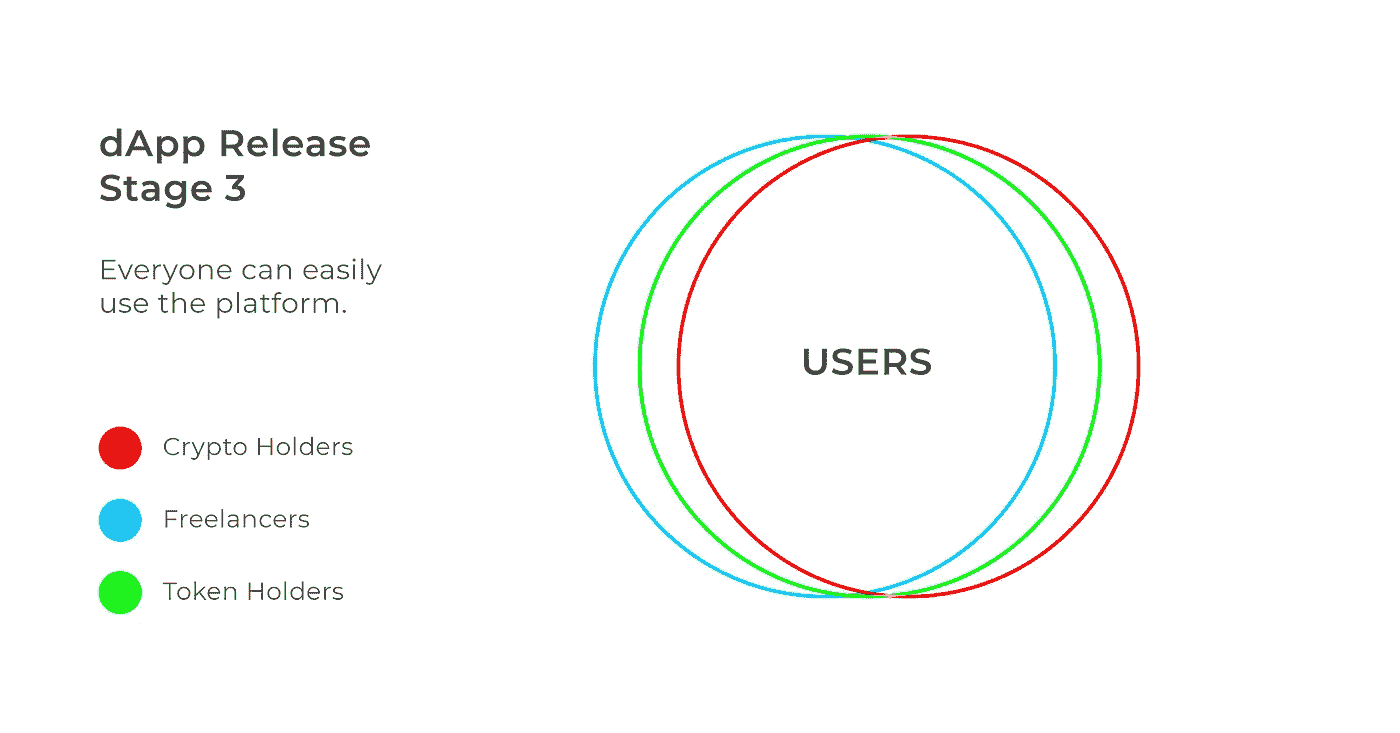 dApp Release
Stage 3
Everyone can easily
use the platform.
Crypto Holders
Freelancers
Token Holders
USERS